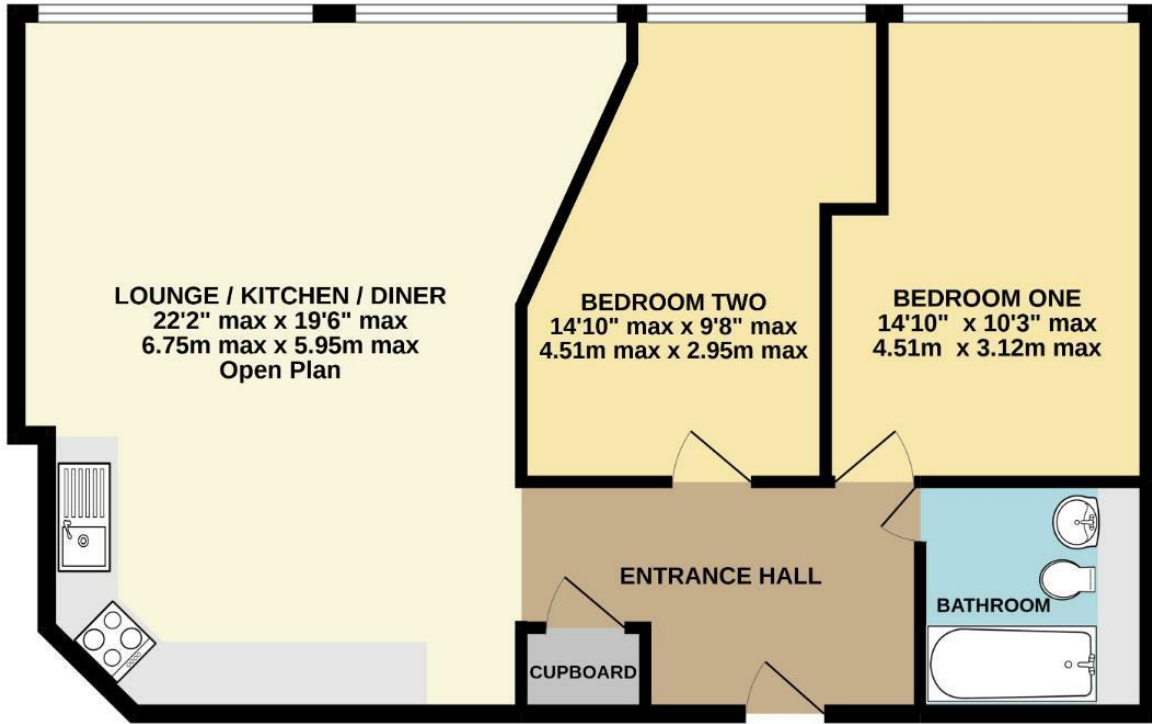 LOUNGE / KITCHEN / DINER
22'2" max x 19'6" max
6.75m max x 5.95m max
Open Plan
BEDROOM TWO
14'10" max x 9'8" max
4.51m max x 2.95m max
BEDROOM ONE
14'10" x 10'3" max
4.51m x 3.12m max
ENTRANCE HALL
BATHROOM
CUPBOARD